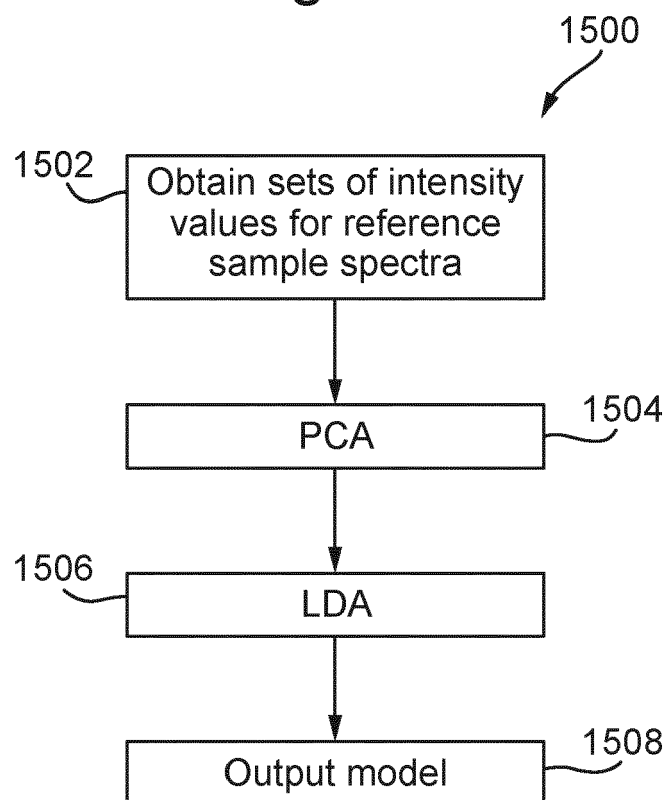 1500
1502
Obtain sets of intensity
values for reference
sample spectra
1504
PCA
1506
LDA
1508
Output model